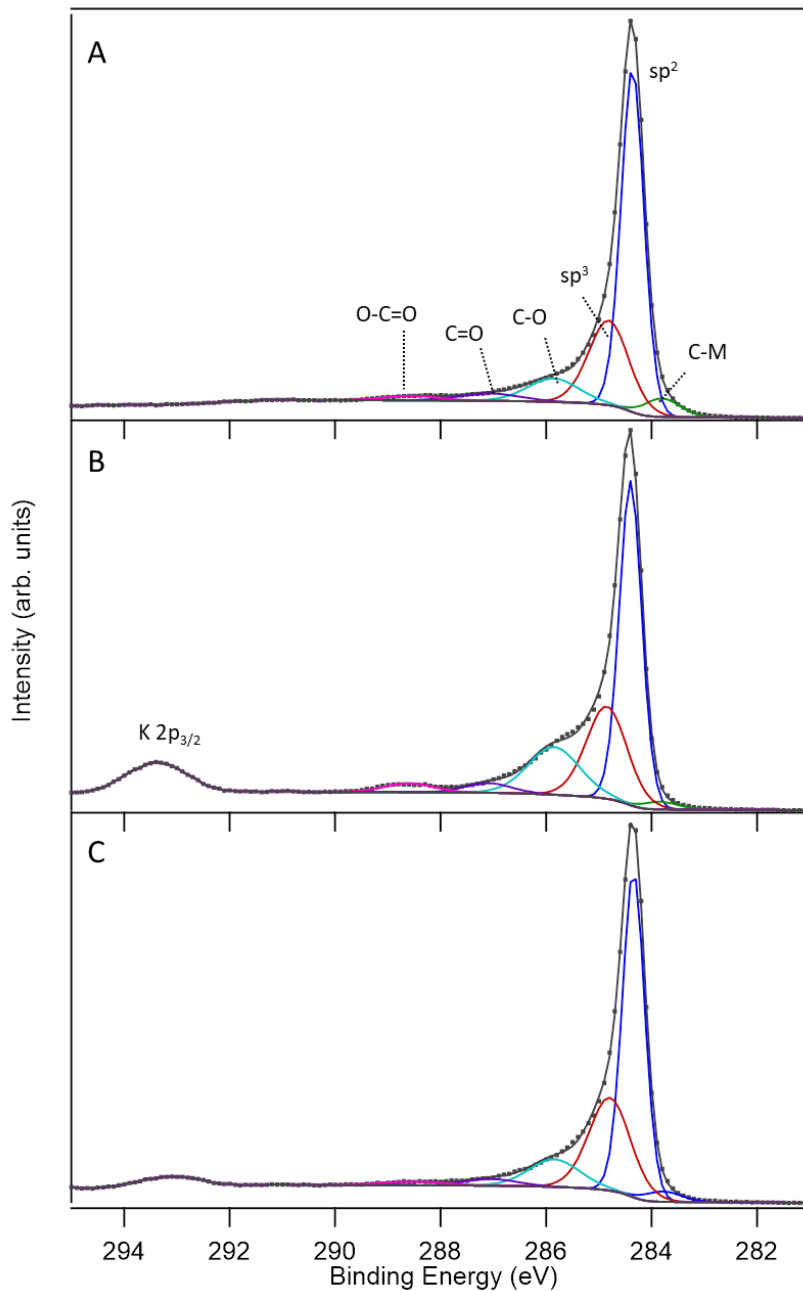 A
sp²
sp³
O-C=O
C=O
C-O
C-M
B
K 2p₃/₂
C
Intensity (arb. units)
294 292 290 288 286 284 282
Binding Energy (eV)